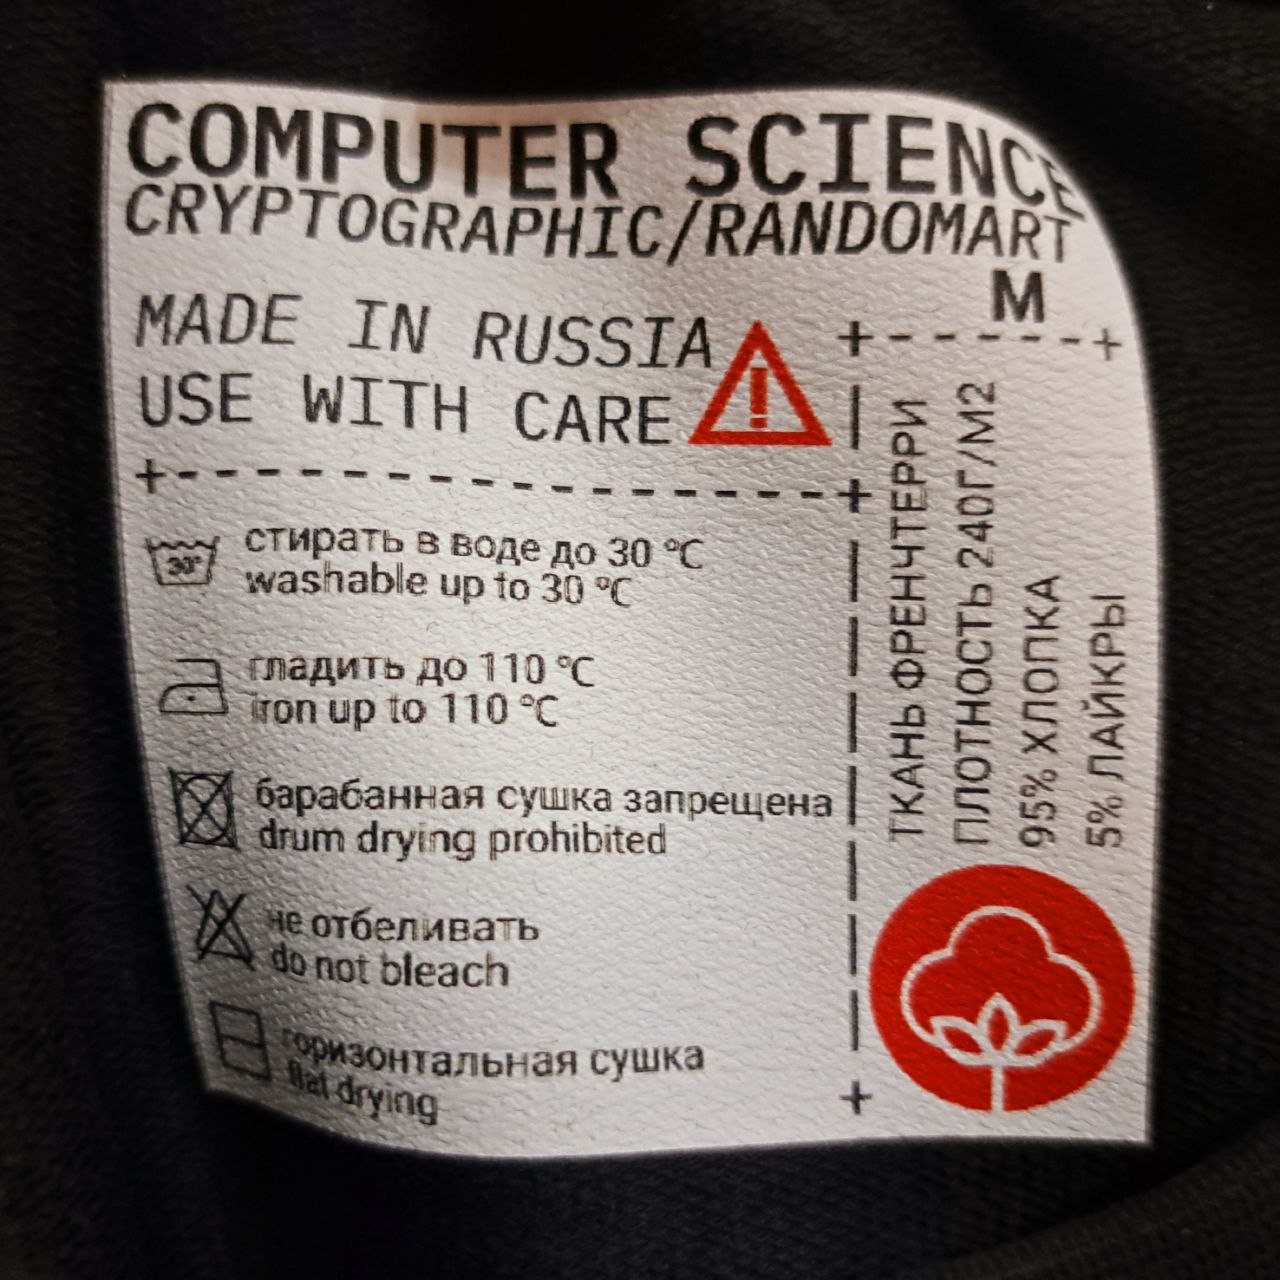 COMPUTER SCIENCE
CRYPTOGRAPHIC/RANDOMART
M
MADE IN RUSSIA
USE WITH CARE
30°
стирать в воде до 30 °C
washable up to 30 °C
гладить до 110 °C
iron up to 110 °C
барабанная сушка запрещена
drum drying prohibited
не отбеливать
do not bleach
горизонтальная сушка
flat drying
ТКАНЬ ФРЕНЧТЕРРИ
ПЛОТНОСТЬ 240Г/М2
95% ХЛОПКА
5% ЛАЙКРЫ